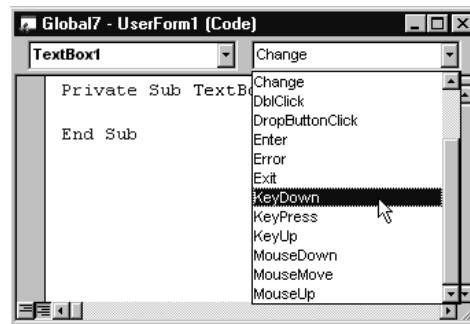 Global7 - UserForm1 (Code)
TextBox1
Change
Private Sub TextB
End Sub
Change
DblClick
DropButtonClick
Enter
Error
Exit
KeyDown
KeyPress
KeyUp
MouseDown
MouseMove
MouseUp